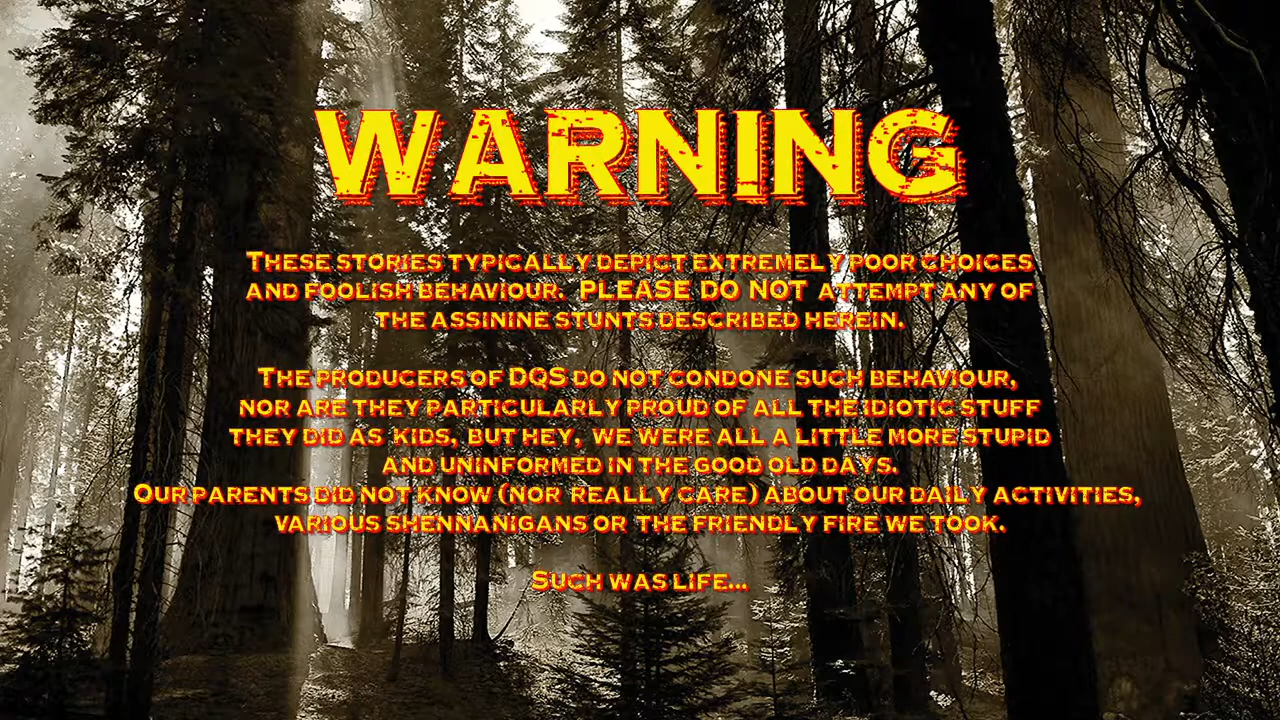 WARNING
These stories typically depict extremely poor choices
and foolish behaviour. PLEASE DO NOT attempt any of
the assinine stunts described herein.
The producers of DQS do not condone such behaviour,
nor are they particularly proud of all the idiotic stuff
they did as kids, but hey, we were all a little more stupid
and uninformed in the good old days.
Our parents did not know (nor really care) about our daily activities,
various shennanigans or the friendly fire we took.
Such was life...